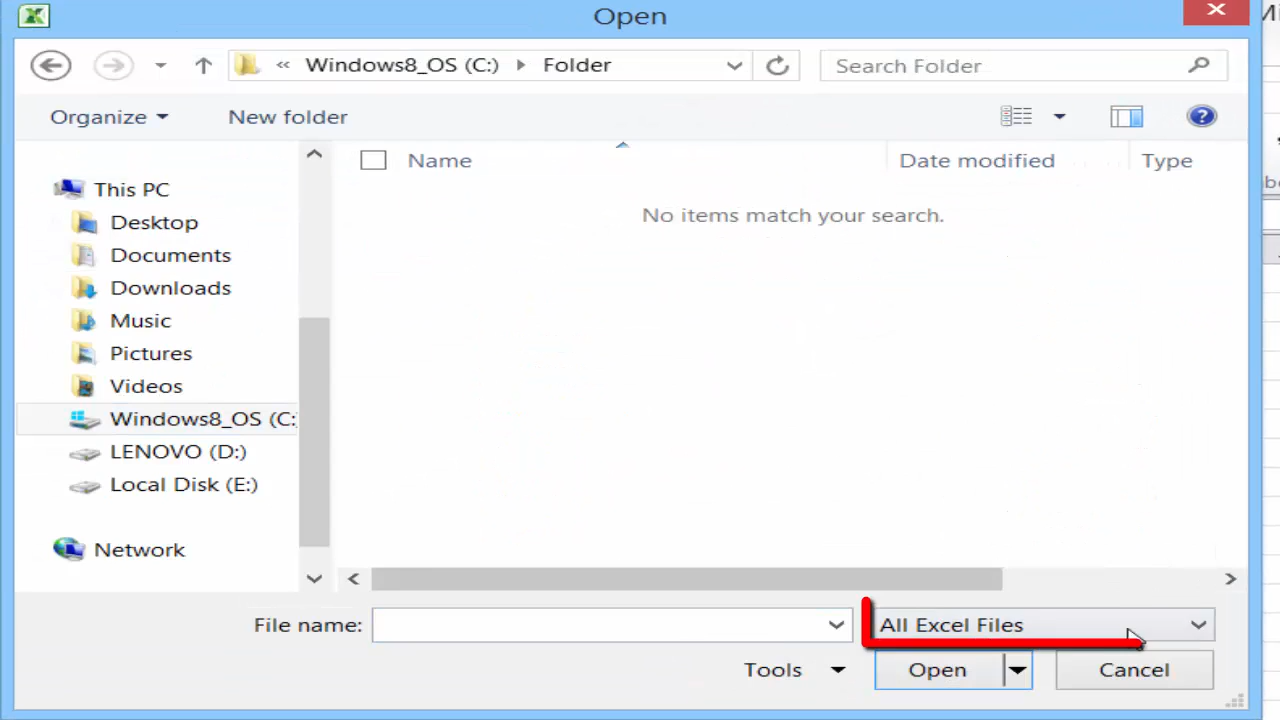 Open
« Windows8_OS (C:) Folder
Search Folder
Organize
New folder
Name
Date modified
Type
No items match your search.
This PC
Desktop
Documents
Downloads
Music
Pictures
Videos
Windows8_OS (C:
LENOVO (D:)
Local Disk (E:)
Network
File name:
All Excel Files
Tools
Open
Cancel